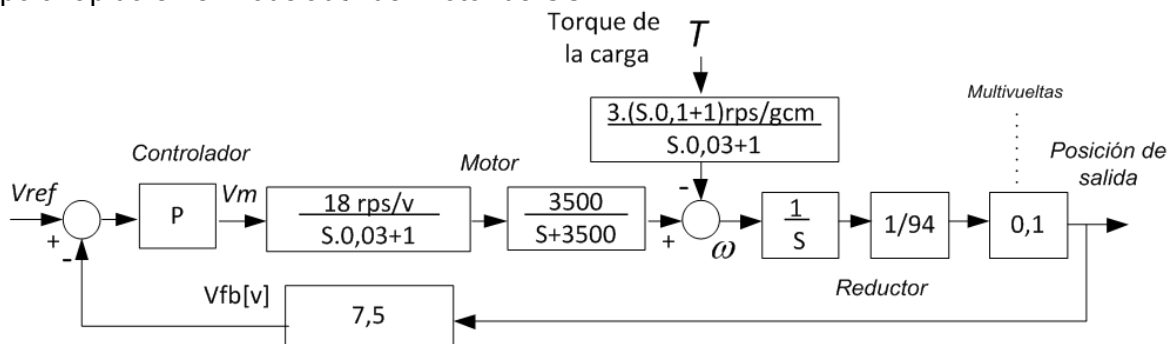 Torque de
la carga
T
3.(S.0,1+1)rps/gcm
S.0,03+1
Multivueltas
Controlador
Motor
Posición de
salida
Vref
+
-
P
Vm
18 rps/v
S.0,03+1
3500
S+3500
-
+
ω
1
S
1/94
0,1
Reductor
Vfb[v]
7,5